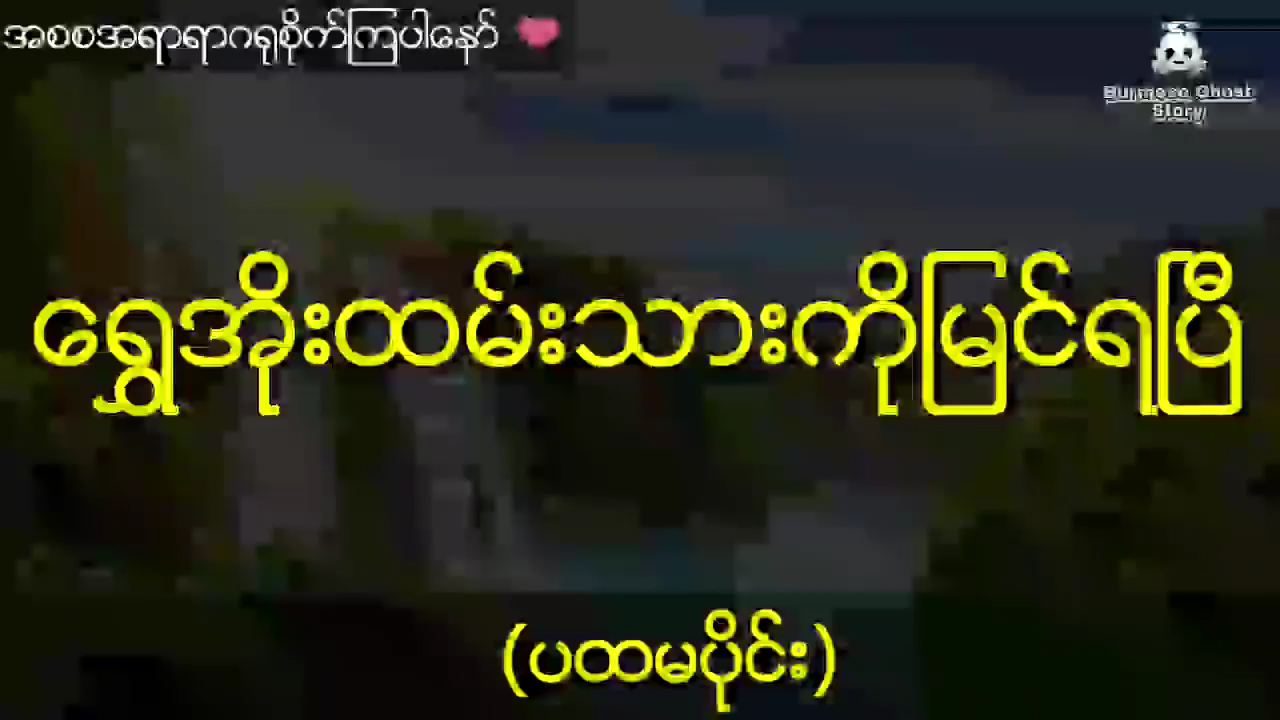 အစစအရာရာဂရုစိုက်ကြပါနော်
Burmese Ghost
Story
ရွှေအိုးထမ်းသားကိုမြင်ရပြီ
(ပထမပိုင်း)